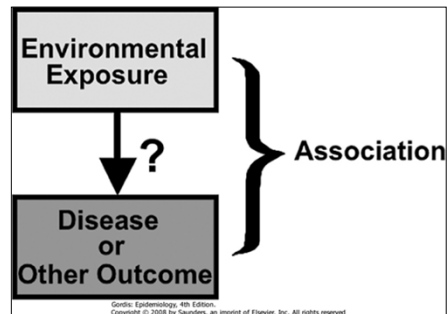 Environmental
Exposure
?
Association
Disease
or
Other Outcome
Gordis: Epidemiology, 4th Edition.
Copyright © 2008 by Saunders, an imprint of Elsevier, Inc. All rights reserved